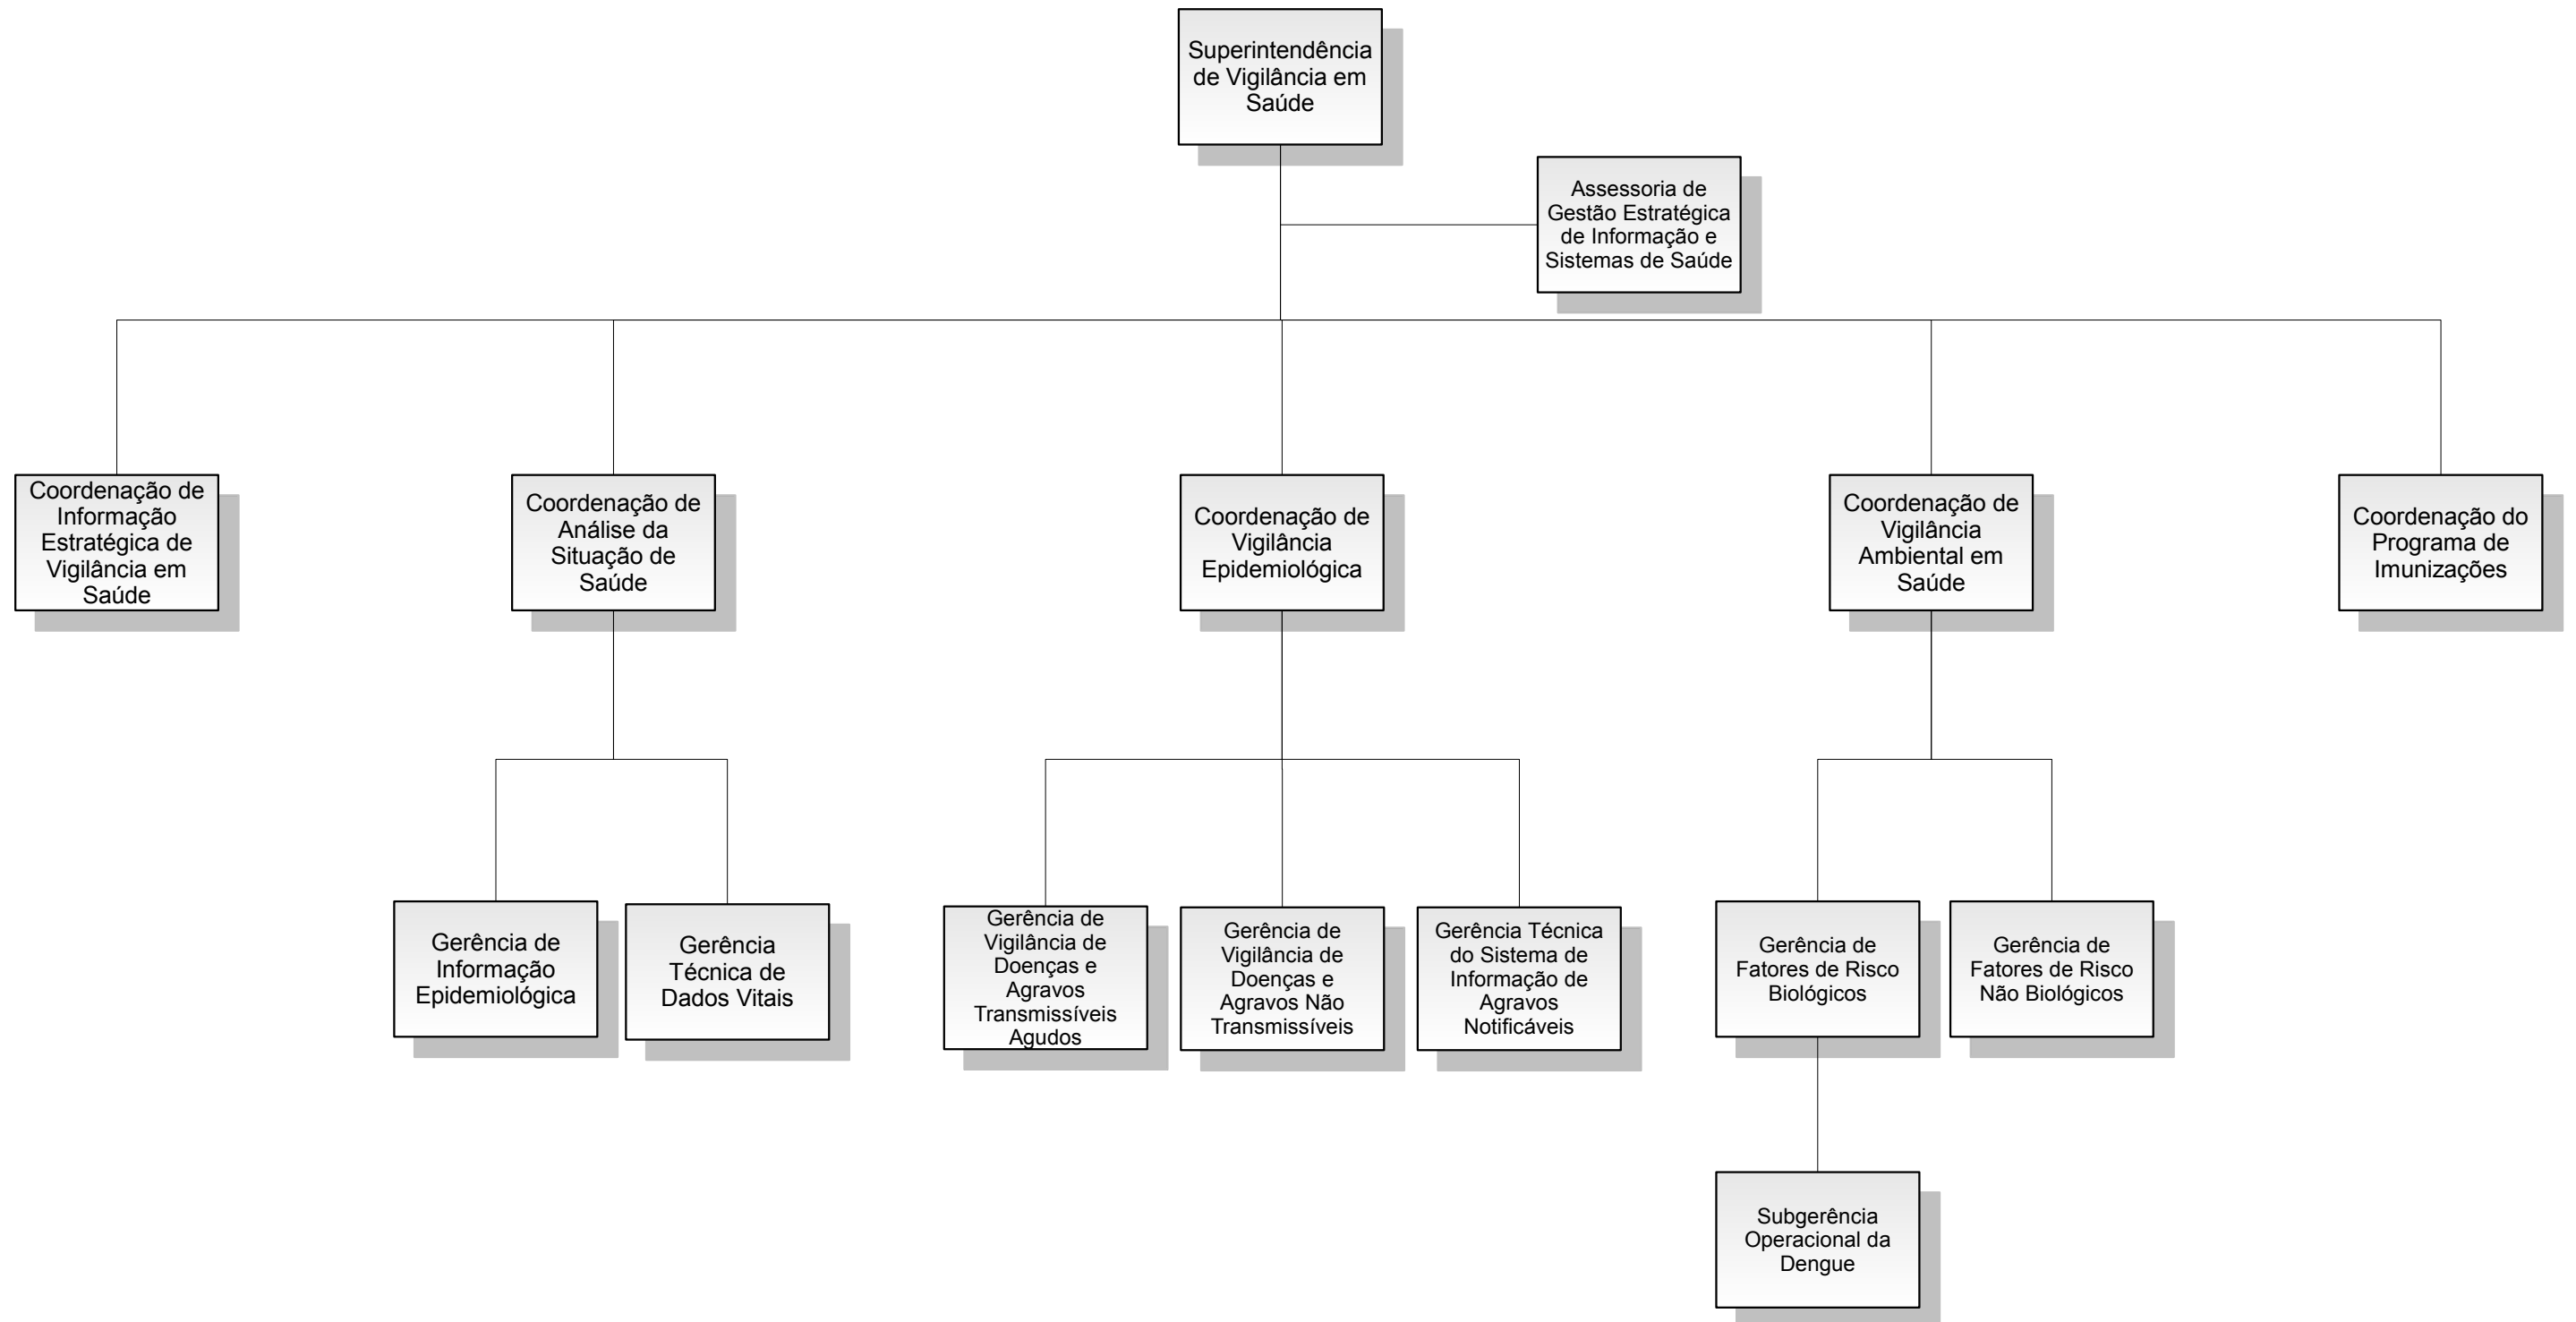 Superintendência
de Vigilância em
Saúde
Assessoria de
Gestão Estratégica
de Informação e
Sistemas de Saúde
Coordenação de
Informação
Estratégica de
Vigilância em
Saúde
Coordenação de
Análise da
Situação de
Saúde
Coordenação de
Vigilância
Epidemiológica
Coordenação de
Vigilância
Ambiental em
Saúde
Coordenação do
Programa de
Imunizações
Gerência de
Informação
Epidemiológica
Gerência
Técnica de
Dados Vitais
Gerência de
Vigilância de
Doenças e
Agravos
Transmissíveis
Agudos
Gerência de
Vigilância de
Doenças e
Agravos Não
Transmissíveis
Gerência Técnica
do Sistema de
Informação de
Agravos
Notificáveis
Gerência de
Fatores de Risco
Biológicos
Gerência de
Fatores de Risco
Não Biológicos
Subgerência
Operacional da
Dengue